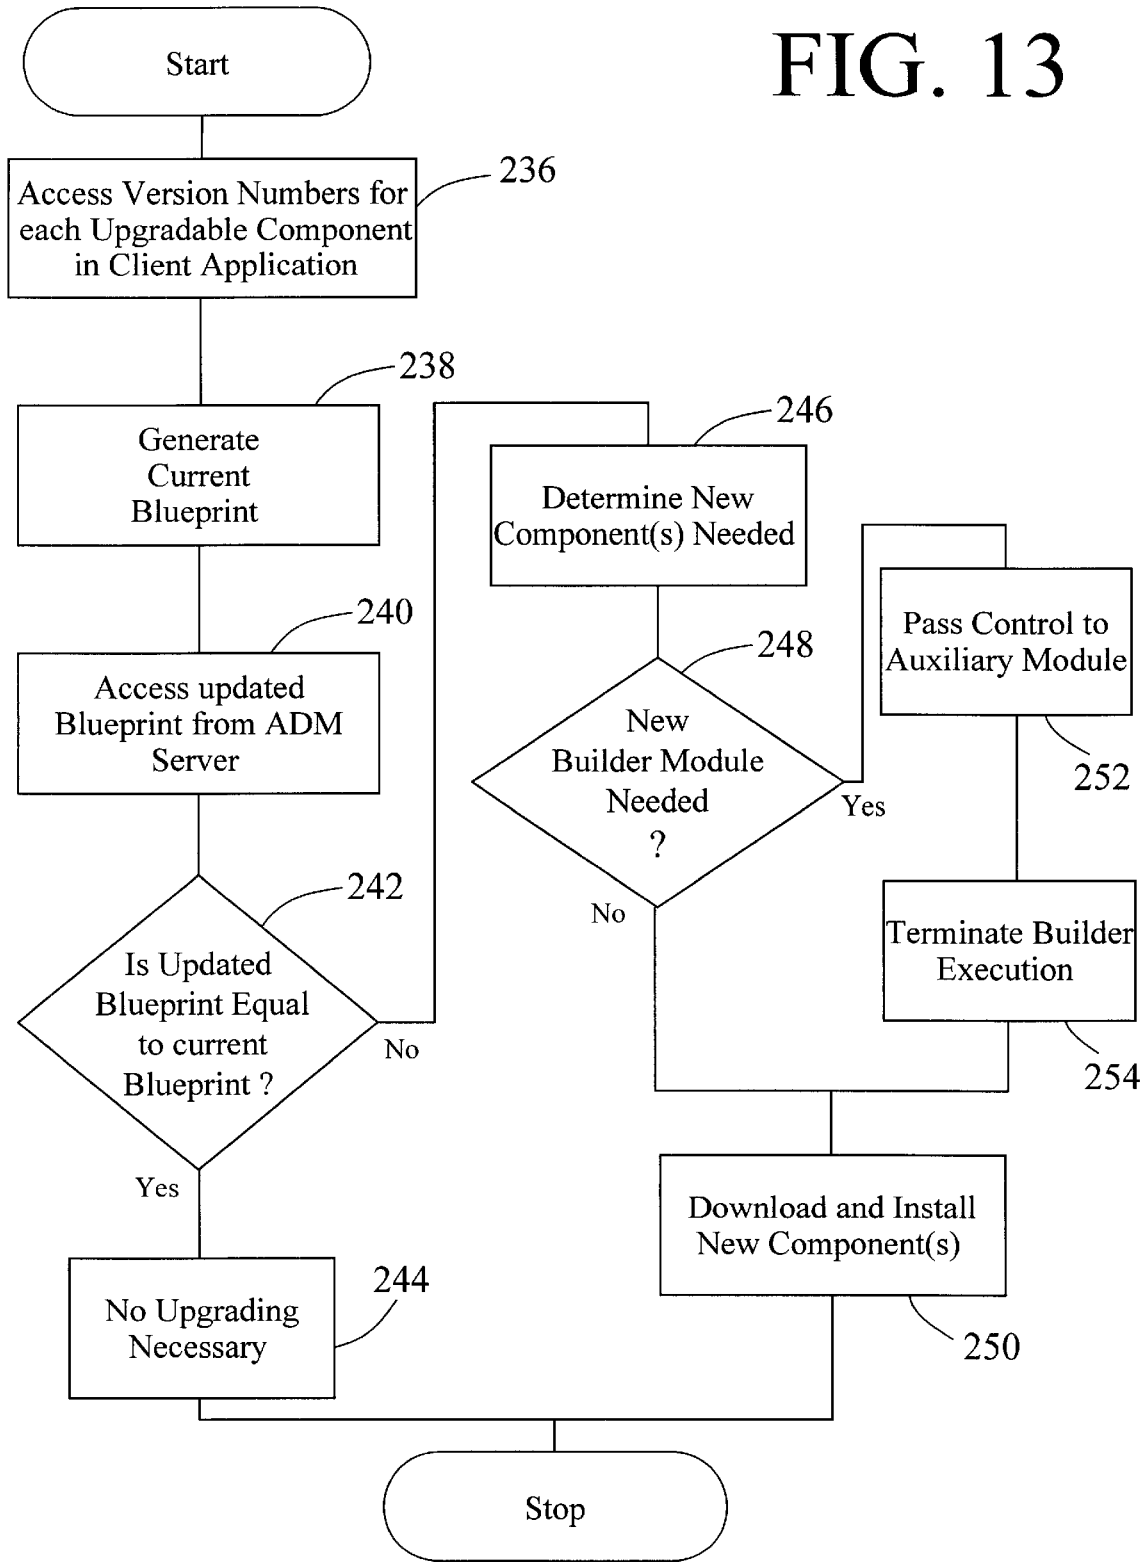 FIG. 13
Start
236
Access Version Numbers for
each Upgradable Component
in Client Application
238
Generate
Current
Blueprint
240
Access updated
Blueprint from ADM
Server
242
Is Updated
Blueprint Equal
to current
Blueprint ?
No
Yes
244
No Upgrading
Necessary
246
Determine New
Component(s) Needed
248
New
Builder Module
Needed
?
Yes
No
Pass Control to
Auxiliary Module
252
Terminate Builder
Execution
254
Download and Install
New Component(s)
250
Stop